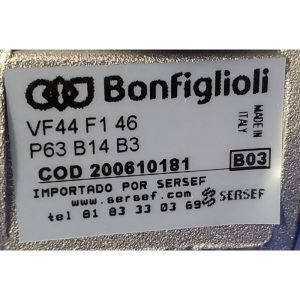 Bonfiglioli
VF44 F1 46
P63 B14 B3
MADE IN
ITALY
COD 200610181
B03
IMPORTADO POR SERSEF
www.sersef.com
SERSEF
tel 81 83 33 03 69